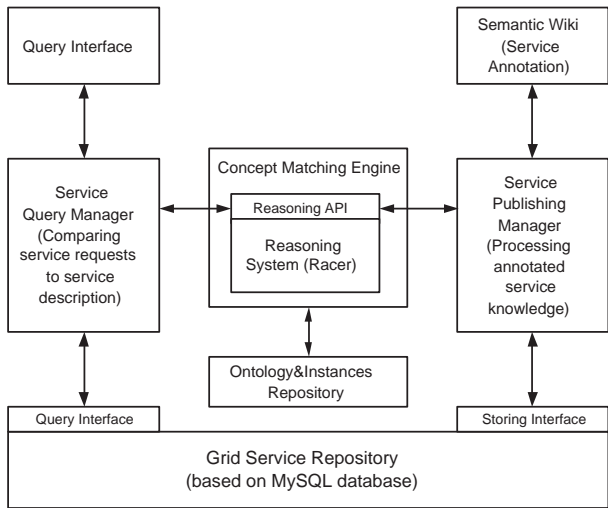 Query Interface
Semantic Wiki
(Service
Annotation)
Service
Query Manager
(Comparing
service requests
to service
description)
Concept Matching Engine
Reasoning API
Reasoning
System (Racer)
Service
Publishing
Manager
(Processing
annotated
service
knowledge)
Ontology&Instances
Repository
Query Interface
Storing Interface
Grid Service Repository
(based on MySQL database)